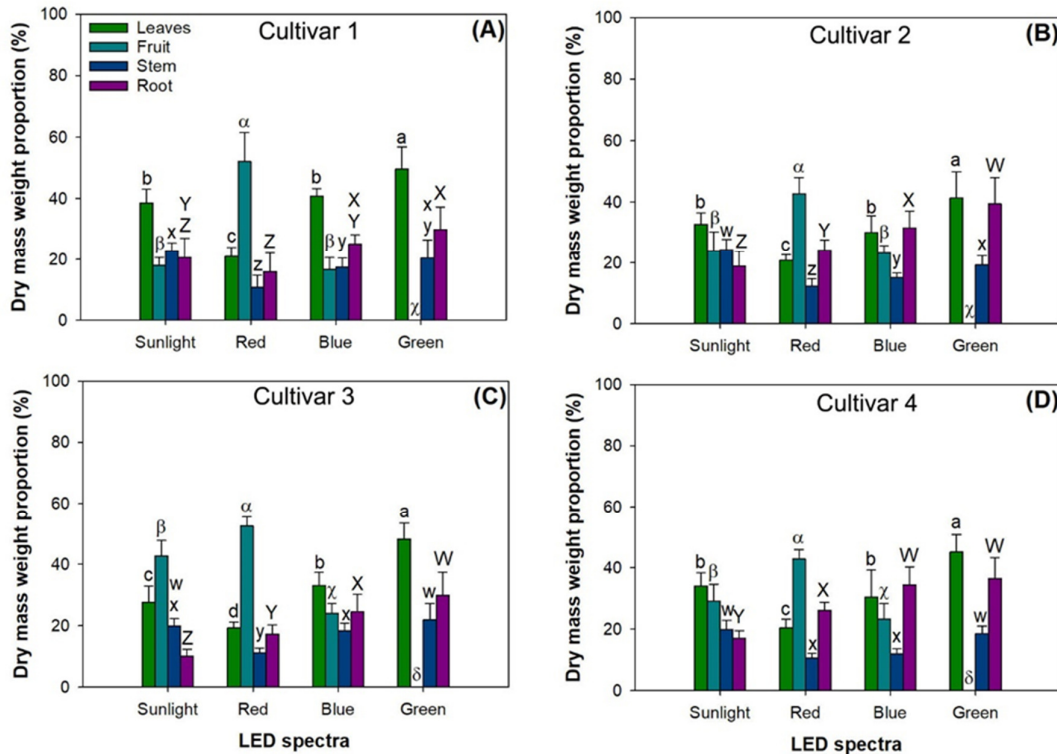 Dry mass weight proportion (%)
100
80
60
40
20
0
Leaves
Fruit
Stem
Root
Cultivar 1
(A)
b
β
x
Y
Z
c
α
z
Z
b
β
y
X
Y
a
χ
x
y
X
Sunlight
Red
Blue
Green
Dry mass weight proportion (%)
100
80
60
40
20
0
Cultivar 2
(B)
b
β
w
Z
c
α
z
Y
b
β
y
X
a
χ
x
W
Sunlight
Red
Blue
Green
Dry mass weight proportion (%)
100
80
60
40
20
0
Cultivar 3
(C)
c
β
w
x
Z
d
α
y
Y
b
χ
x
X
a
δ
w
W
Sunlight
Red
Blue
Green
LED spectra
Dry mass weight proportion (%)
100
80
60
40
20
0
Cultivar 4
(D)
b
β
w
Y
c
α
x
X
b
χ
x
W
a
δ
w
W
Sunlight
Red
Blue
Green
LED spectra